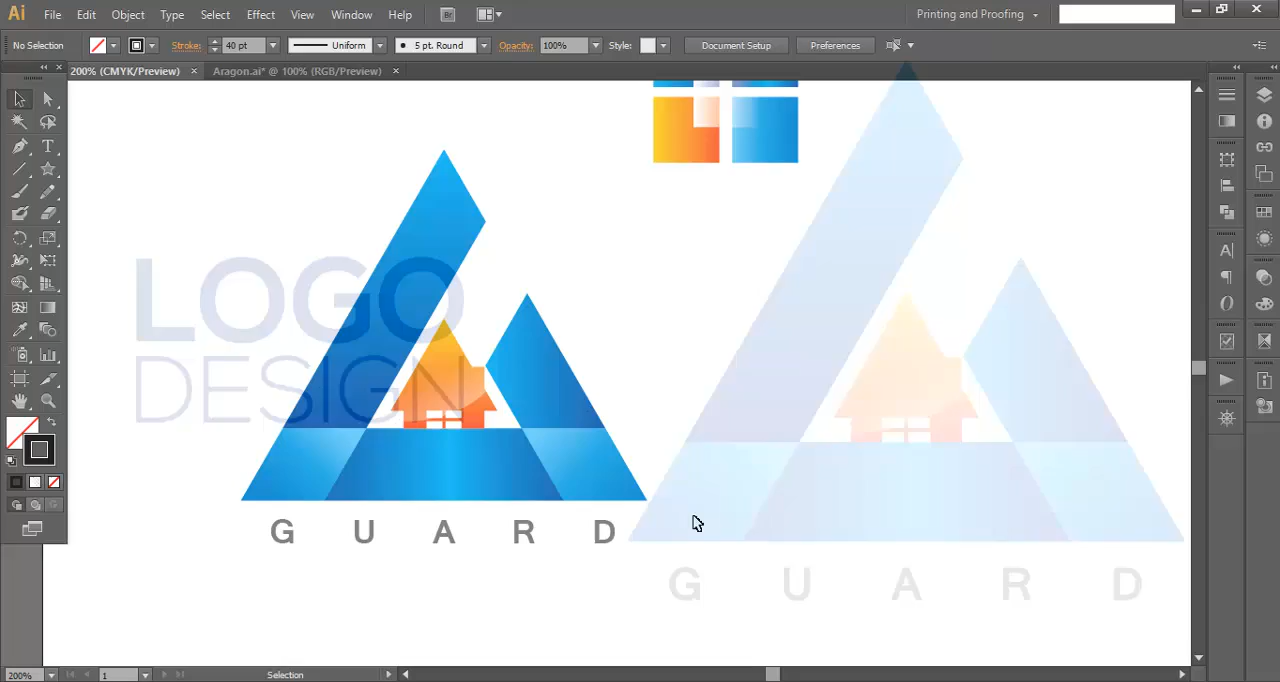 Ai File Edit Object Type Select Effect View Window Help Br Printing and Proofing
No Selection Stroke: 40 pt Uniform 5 pt. Round Opacity: 100% Style: Document Setup Preferences
200% (CMYK/Preview) × Aragon.ai* @ 100% (RGB/Preview) ×
LOGO
DESIGN
G U A R D
G U A R D
200% 1 Selection